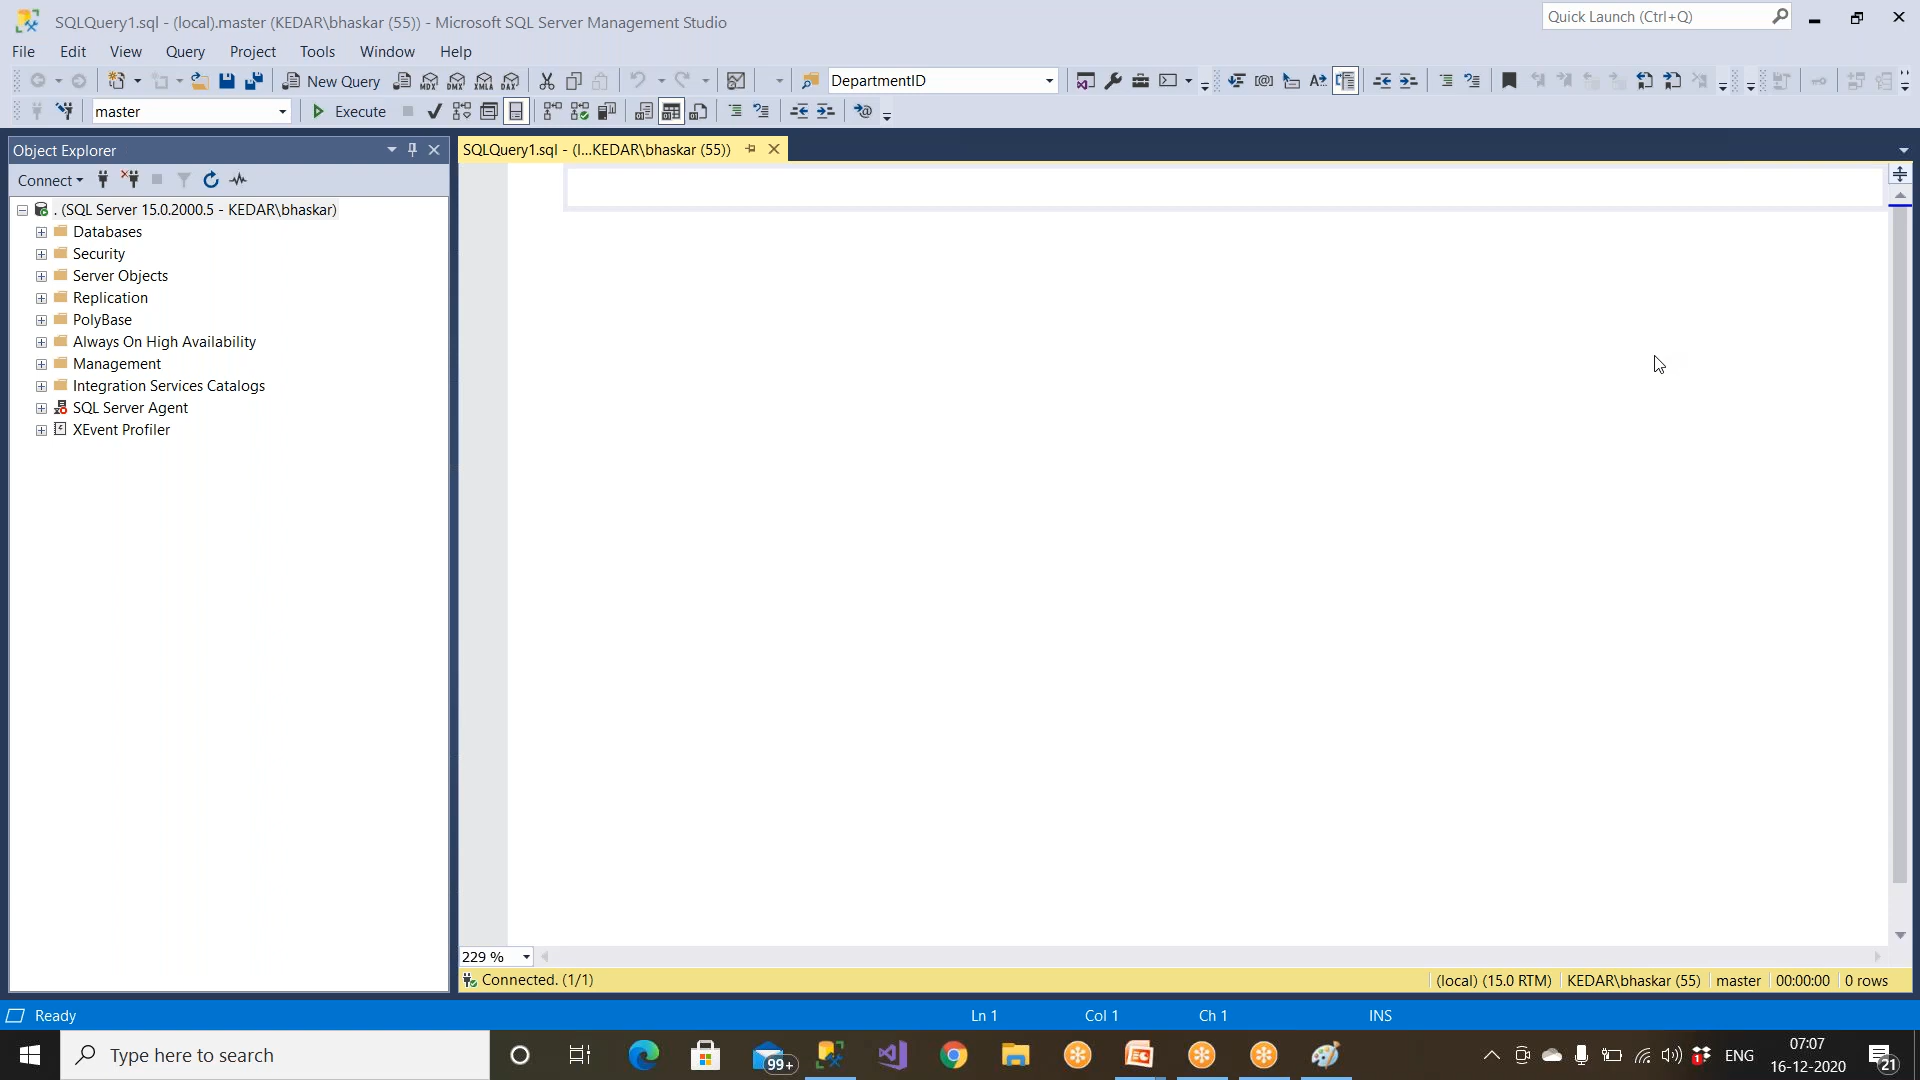 SQLQuery1.sql - (local).master (KEDAR\bhaskar (55)) - Microsoft SQL Server Management Studio
Quick Launch (Ctrl+Q)
File Edit View Query Project Tools Window Help
New Query
MDX DMX XMLA DAX
DepartmentID
master
Execute
Object Explorer
SQLQuery1.sql - (l...KEDAR\bhaskar (55))
Connect
. (SQL Server 15.0.2000.5 - KEDAR\bhaskar)
Databases
Security
Server Objects
Replication
PolyBase
Always On High Availability
Management
Integration Services Catalogs
SQL Server Agent
XEvent Profiler
229 %
Connected. (1/1)
(local) (15.0 RTM) KEDAR\bhaskar (55) master 00:00:00 0 rows
Ready
Ln 1 Col 1 Ch 1 INS
Type here to search
99+
1
ENG
07:07
16-12-2020
21